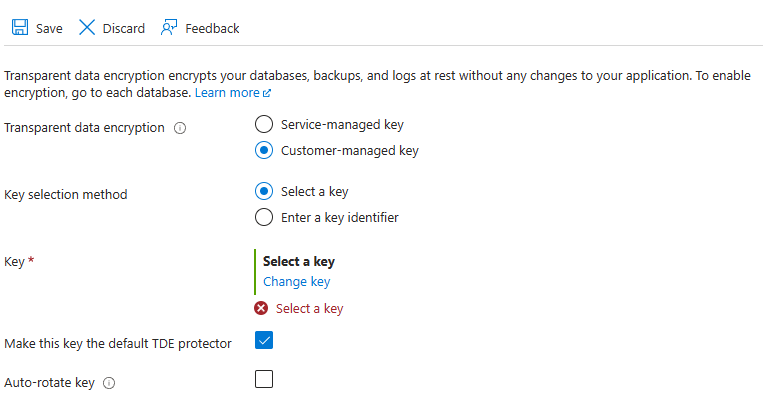 Save Discard Feedback
Transparent data encryption encrypts your databases, backups, and logs at rest without any changes to your application. To enable
encryption, go to each database. Learn more
Transparent data encryption
Service-managed key
Customer-managed key
Key selection method
Select a key
Enter a key identifier
Key *
Select a key
Change key
Select a key
Make this key the default TDE protector
Auto-rotate key